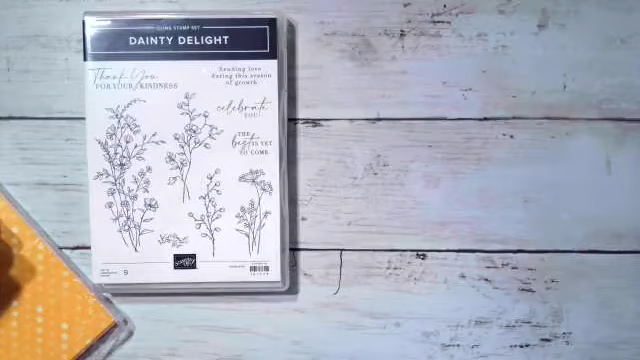 CLING STAMP SET
DAINTY DELIGHT
Thank You
FOR YOUR KINDNESS
Sending love
during this season
of growth
celebrate
YOU
THE
best IS YET
TO COME
9